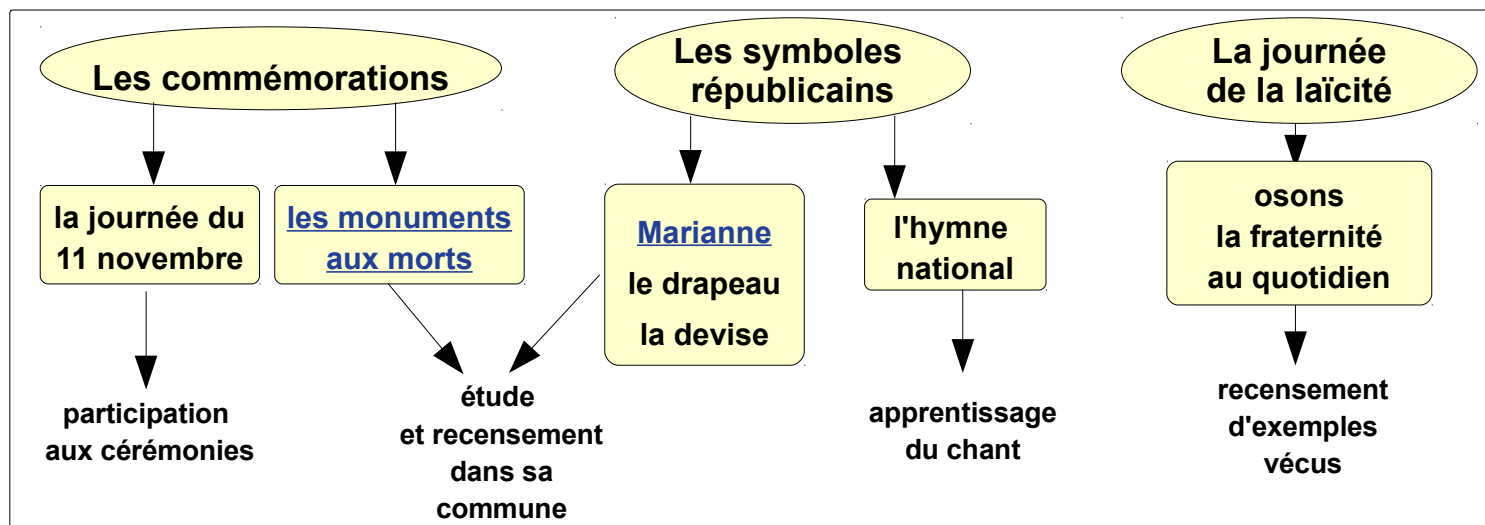 Les commémorations
Les symboles
républicains
La journée
de la laïcité
la journée du
11 novembre
les monuments
aux morts
Marianne
le drapeau
la devise
l'hymne
national
osons
la fraternité
au quotidien
participation
aux cérémonies
étude
et recensement
dans sa
commune
apprentissage
du chant
recensement
d'exemples
vécus